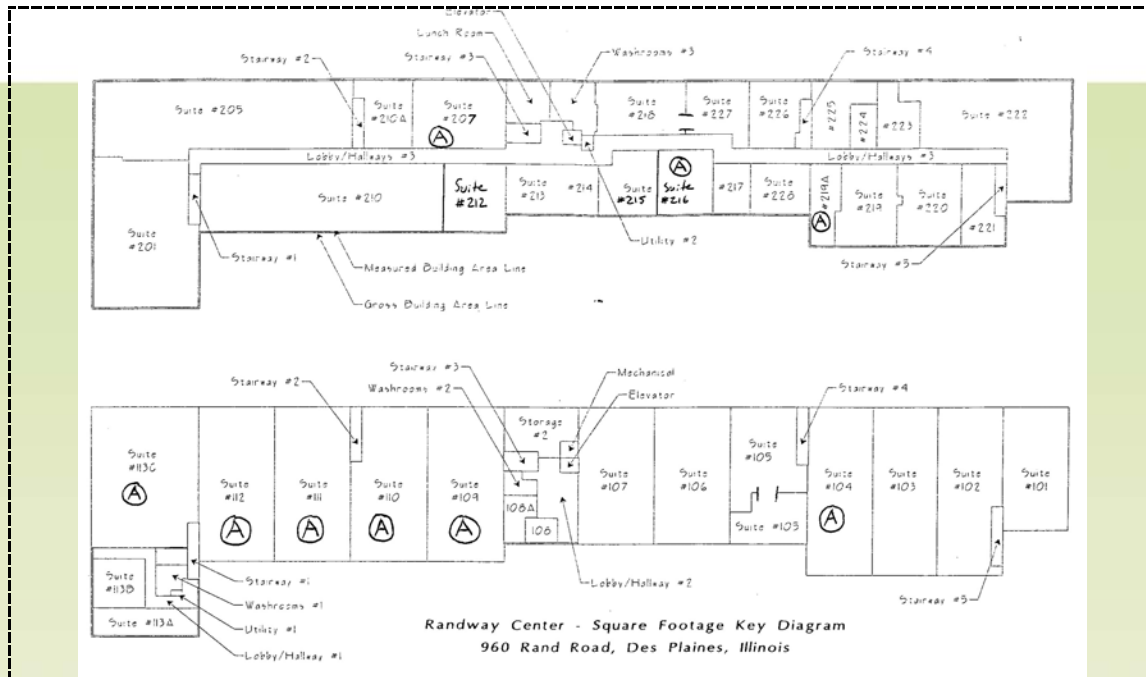 Elevator
Lunch Room
Stairway #3
Washrooms #3
Stairway #2
Stairway #4
Suite #205
Suite
#210A
Suite
#207
A
Suite
#218
Suite
#227
Suite
#226
#225
#224
#223
Suite #222
Lobby/Hallways #3
Lobby/Hallways #3
Suite #210
Suite
#212
Suite
#213
#214
Suite
#215
A
Suite
#216
#217
Suite
#228
#219A
A
Suite
#219
Suite
#220
#221
Suite
#201
Stairway #1
Utility #2
Stairway #5
Measured Building Area Line
Gross Building Area Line
Stairway #3
Washrooms #2
Stairway #2
Mechanical
Elevator
Stairway #4
Suite
#113C
A
Suite
#112
A
Suite
#111
A
Suite
#110
A
Suite
#109
A
Storage
#2
108A
108
Suite
#107
Suite
#106
Suite
#105
Suite #103
Suite
#104
A
Suite
#103
Suite
#102
Suite
#101
Suite
#113B
Suite #113A
Stairway #1
Washrooms #1
Utility #1
Lobby/Hallway #1
Lobby/Hallway #2
Stairway #5
Randway Center - Square Footage Key Diagram
960 Rand Road, Des Plaines, Illinois